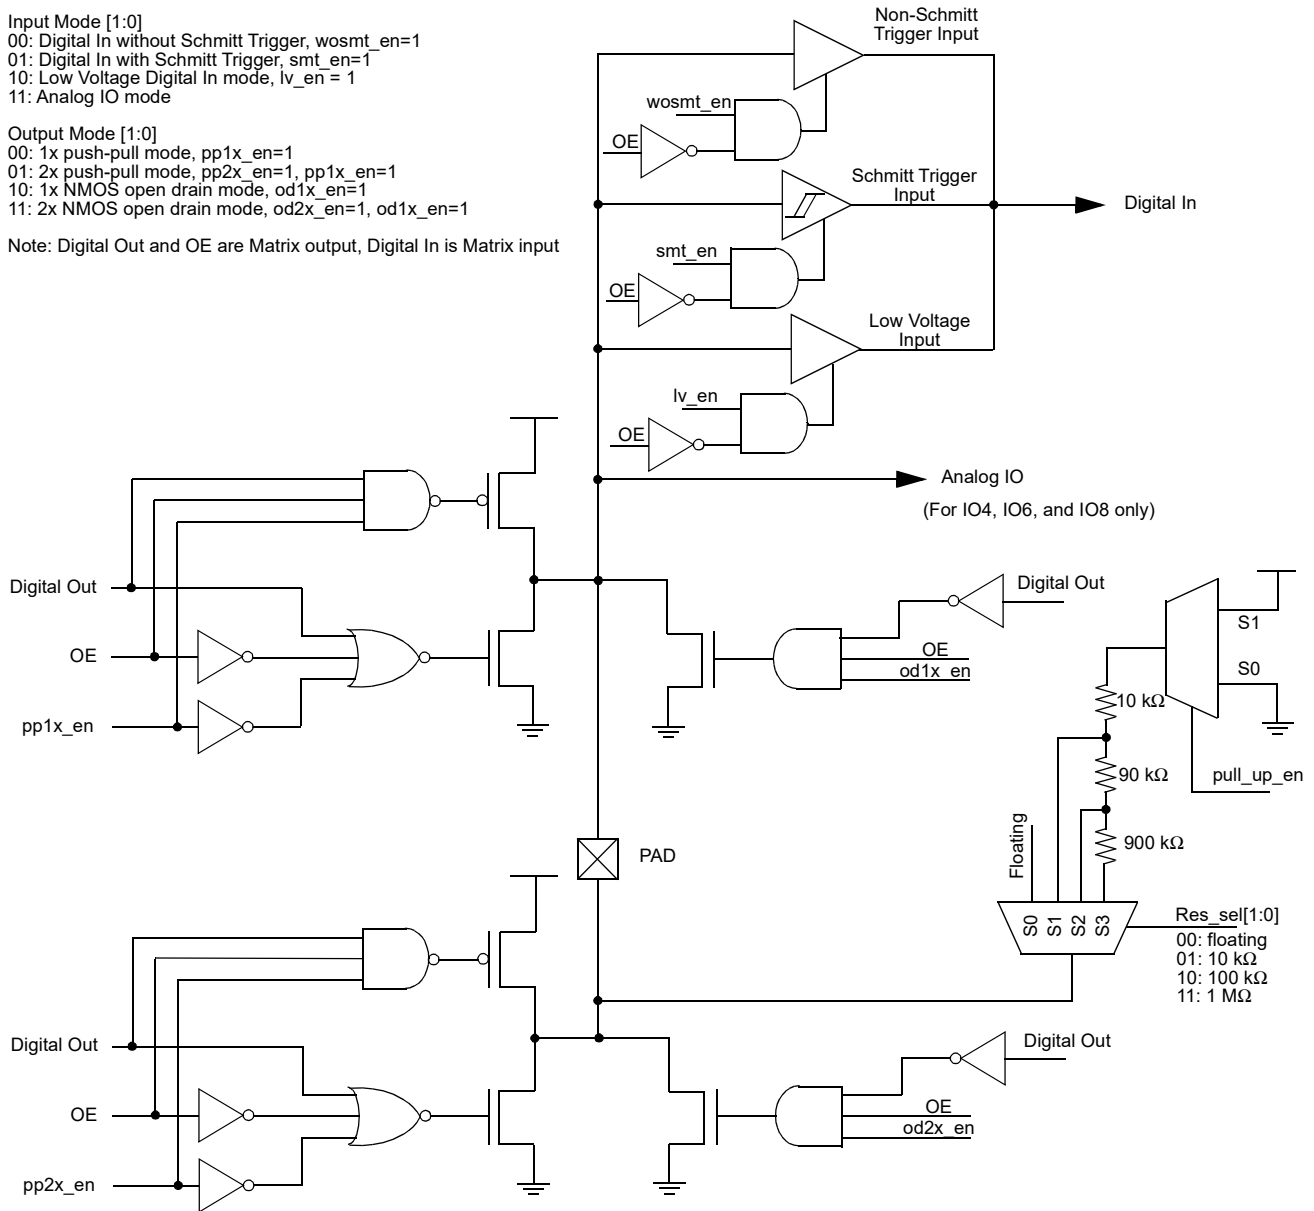 Input Mode [1:0]
00: Digital In without Schmitt Trigger, wosmt_en=1
01: Digital In with Schmitt Trigger, smt_en=1
10: Low Voltage Digital In mode, lv_en = 1
11: Analog IO mode
Output Mode [1:0]
00: 1x push-pull mode, pp1x_en=1
01: 2x push-pull mode, pp2x_en=1, pp1x_en=1
10: 1x NMOS open drain mode, od1x_en=1
11: 2x NMOS open drain mode, od2x_en=1, od1x_en=1
Note: Digital Out and OE are Matrix output, Digital In is Matrix input
Non-Schmitt
Trigger Input
wosmt_en
OE
Schmitt Trigger
Input
Digital In
smt_en
OE
Low Voltage
Input
lv_en
OE
Analog IO
(For IO4, IO6, and IO8 only)
Digital Out
OE
pp1x_en
Digital Out
OE
od1x_en
S1
S0
10 kΩ
90 kΩ
pull_up_en
900 kΩ
Floating
S0
S1
S2
S3
Res_sel[1:0]
00: floating
01: 10 kΩ
10: 100 kΩ
11: 1 MΩ
PAD
Digital Out
OE
pp2x_en
Digital Out
OE
od2x_en